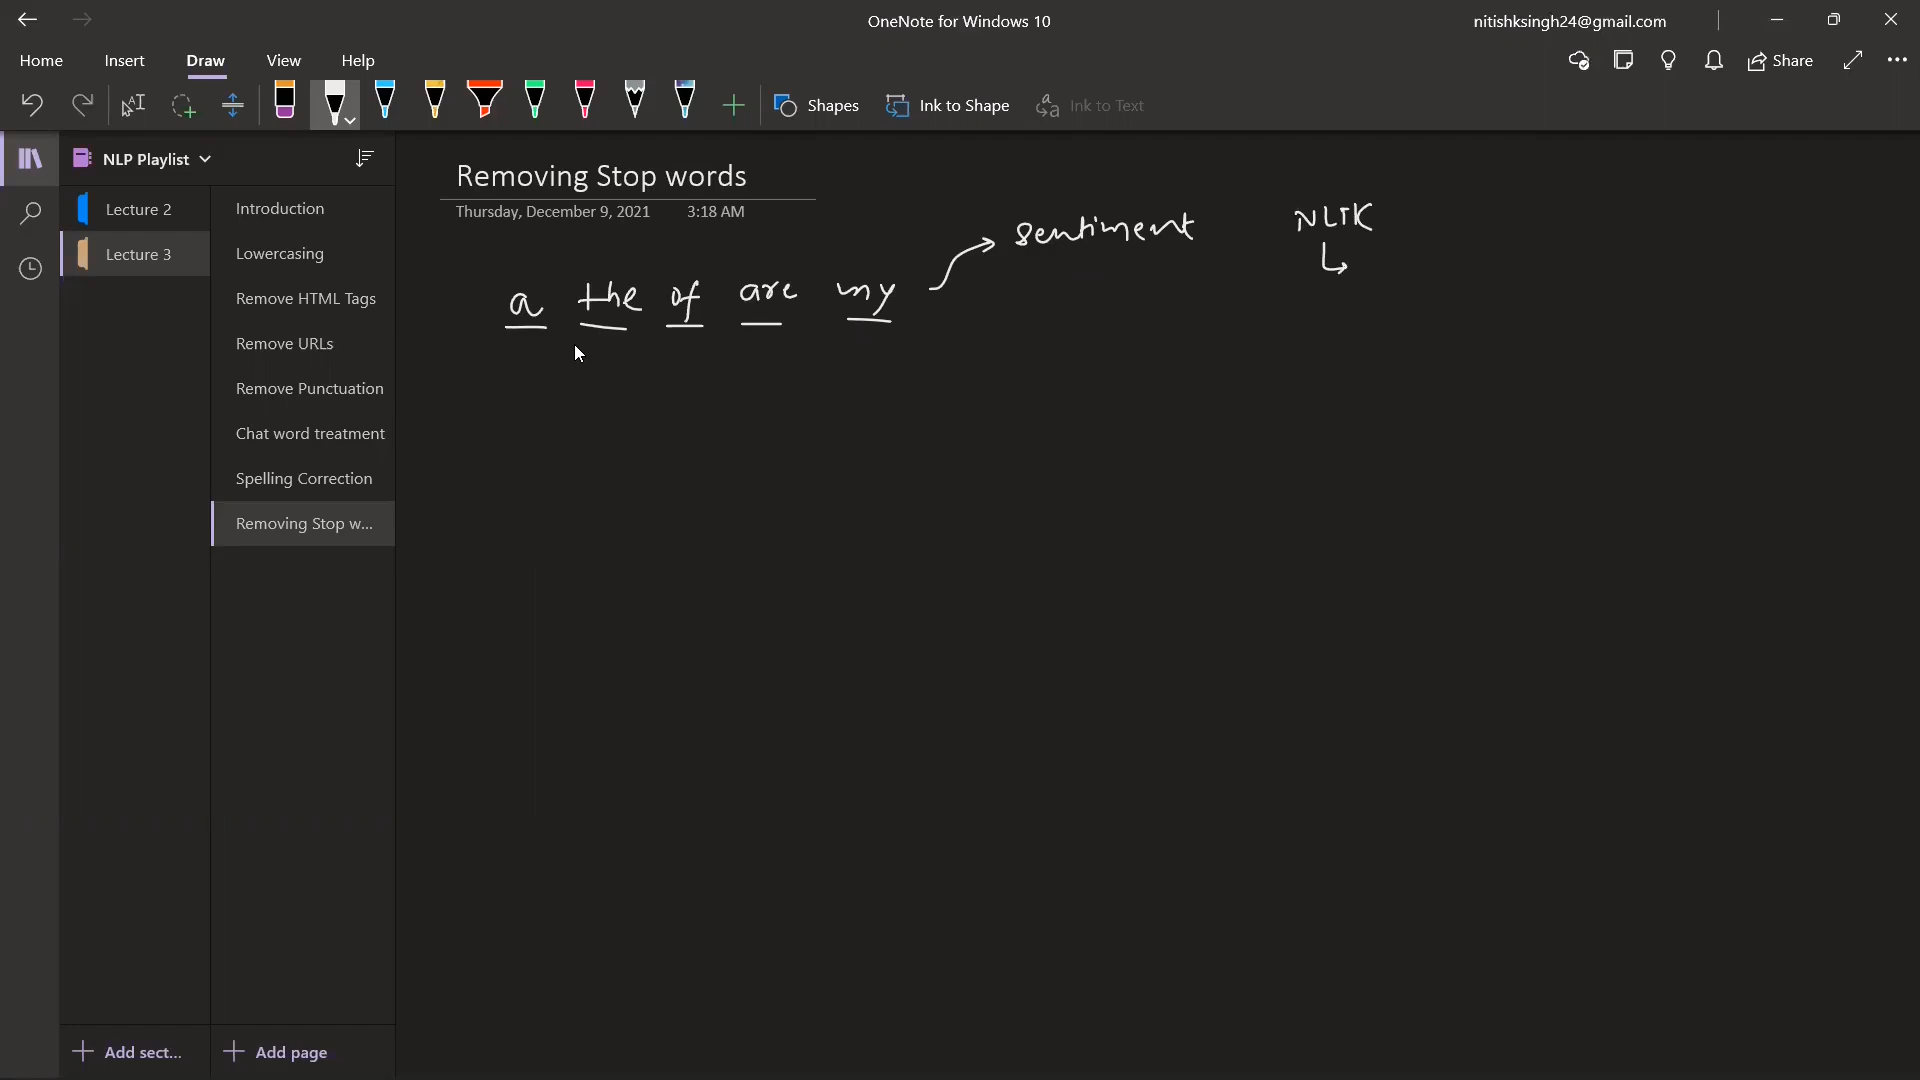 OneNote for Windows 10
nitishksingh24@gmail.com
Home Insert Draw View Help
Share
Shapes Ink to Shape Ink to Text
NLP Playlist
Lecture 2
Lecture 3
Introduction
Lowercasing
Remove HTML Tags
Remove URLs
Remove Punctuation
Chat word treatment
Spelling Correction
Removing Stop w...
Add sect...
Add page
Removing Stop words
Thursday, December 9, 2021 3:18 AM
sentiment
NLTK
a the of are my